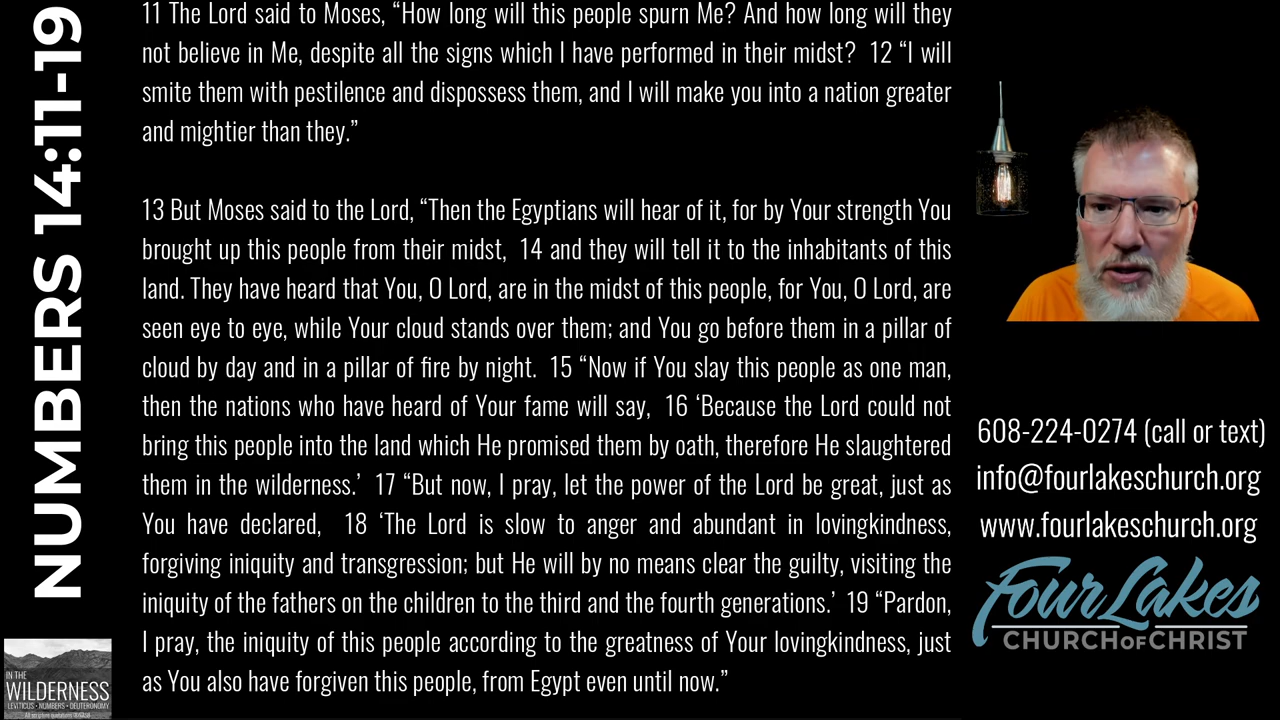 NUMBERS 14:11-19
11 The Lord said to Moses, “How long will this people spurn Me? And how long will they
not believe in Me, despite all the signs which I have performed in their midst?  12 “I will
smite them with pestilence and dispossess them, and I will make you into a nation greater
and mightier than they.”
13 But Moses said to the Lord, “Then the Egyptians will hear of it, for by Your strength You
brought up this people from their midst,  14 and they will tell it to the inhabitants of this
land. They have heard that You, O Lord, are in the midst of this people, for You, O Lord, are
seen eye to eye, while Your cloud stands over them; and You go before them in a pillar of
cloud by day and in a pillar of fire by night.  15 “Now if You slay this people as one man,
then the nations who have heard of Your fame will say,  16 ‘Because the Lord could not
bring this people into the land which He promised them by oath, therefore He slaughtered
them in the wilderness.’  17 “But now, I pray, let the power of the Lord be great, just as
You have declared,  18 ‘The Lord is slow to anger and abundant in lovingkindness,
forgiving iniquity and transgression; but He will by no means clear the guilty, visiting the
iniquity of the fathers on the children to the third and the fourth generations.’  19 “Pardon,
I pray, the iniquity of this people according to the greatness of Your lovingkindness, just
as You also have forgiven this people, from Egypt even until now.”
608-224-0274 (call or text)
info@fourlakeschurch.org
www.fourlakeschurch.org
Four Lakes
CHURCH OF CHRIST
IN THE
WILDERNESS
LEVITICUS • NUMBERS • DEUTERONOMY
All scripture quotations